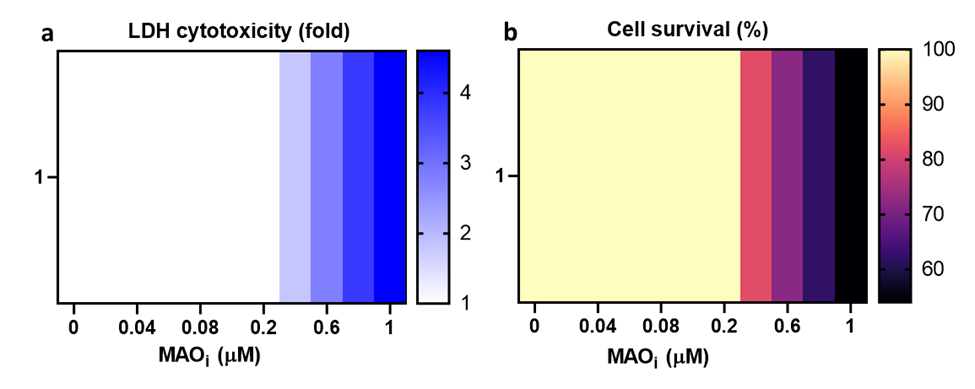 a
LDH cytotoxicity (fold)
4
3
2
1
1
0 0.04 0.08 0.2 0.6 1
MAOi (μM)
b
Cell survival (%)
100
90
80
70
60
1
0 0.04 0.08 0.2 0.6 1
MAOi (μM)